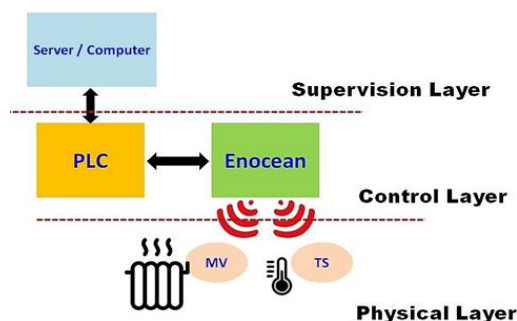 Server / Computer
Supervision Layer
PLC
Enocean
Control Layer
MV
TS
Physical Layer